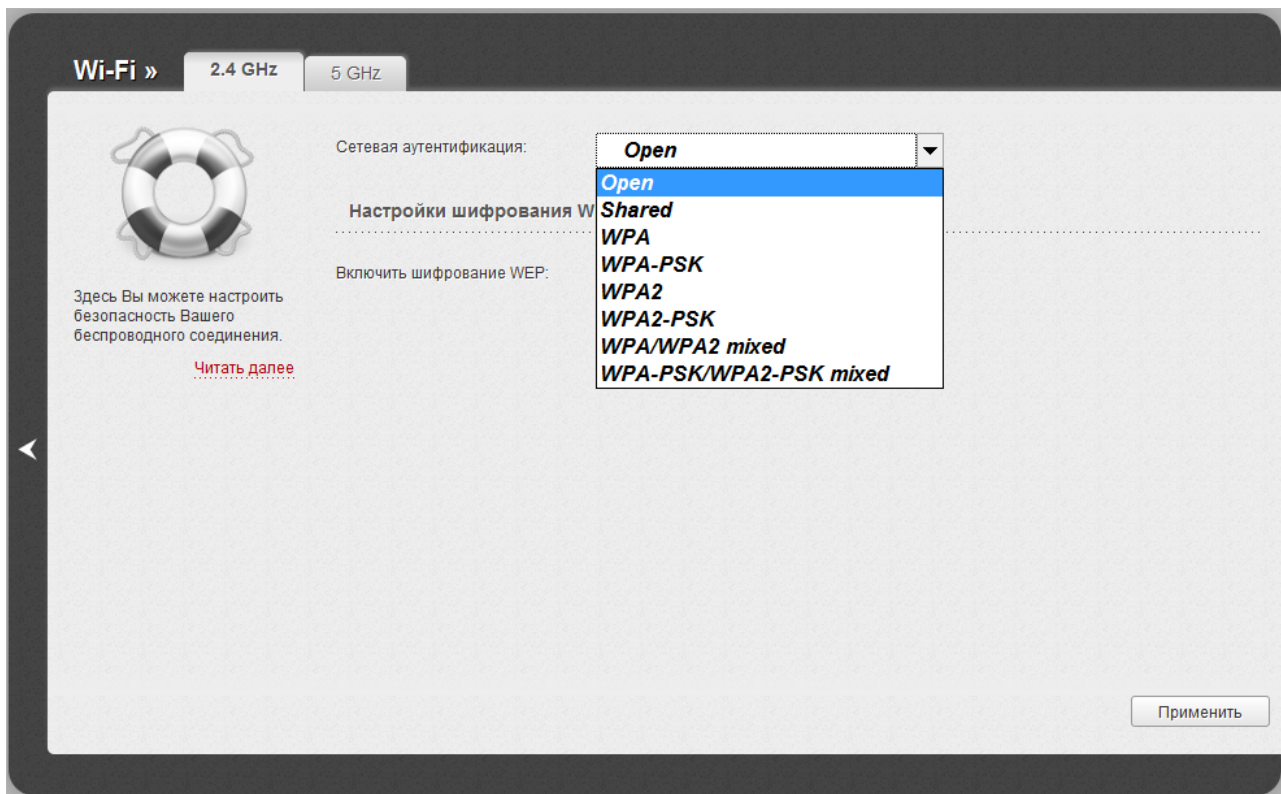 Wi-Fi »
2.4 GHz
5 GHz
Сетевая аутентификация:
Open
Open
Shared
WPA
WPA-PSK
WPA2
WPA2-PSK
WPA/WPA2 mixed
WPA-PSK/WPA2-PSK mixed
Настройки шифрования W
Включить шифрование WEP:
Здесь Вы можете настроить
безопасность Вашего
беспроводного соединения.
Читать далее
Применить